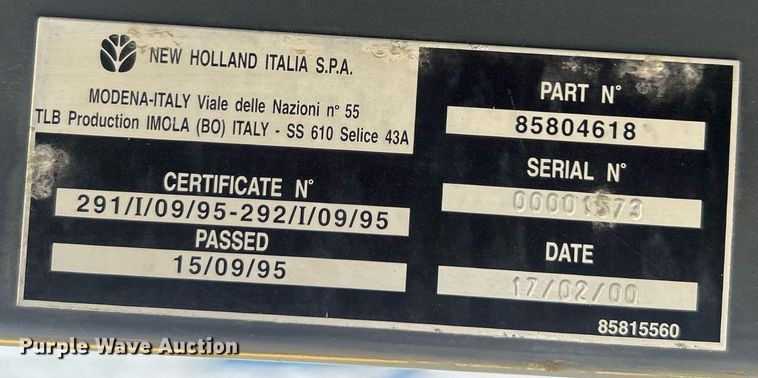 NEW HOLLAND ITALIA S.P.A.
MODENA-ITALY Viale delle Nazioni n° 55
TLB Production IMOLA (BO) ITALY - SS 610 Selice 43A
CERTIFICATE N°
291/I/09/95-292/I/09/95
PASSED
15/09/95
PART N°
85804618
SERIAL N°
00001573
DATE
17/02/00
85815560
Purple Wave Auction